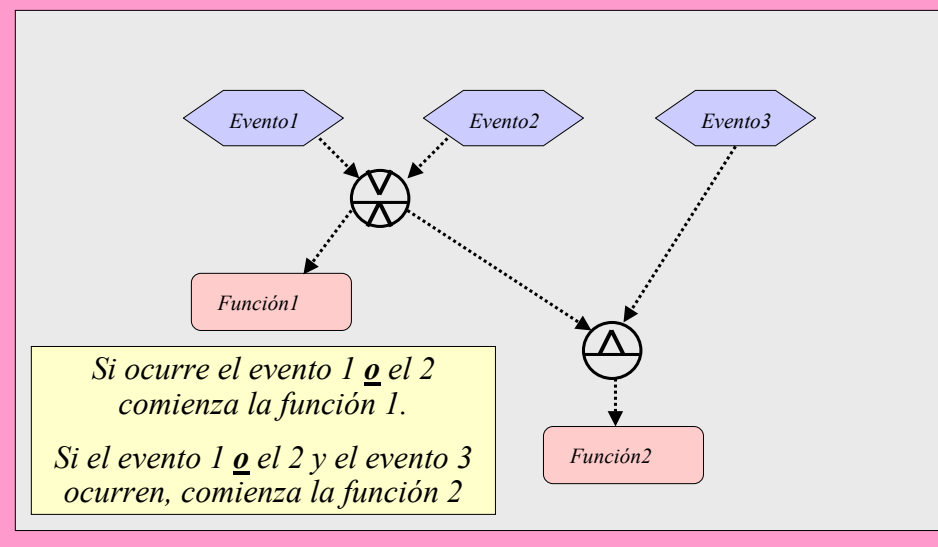 Evento1
Evento2
Evento3
Función1
Si ocurre el evento 1 o el 2
comienza la función 1.
Si el evento 1 o el 2 y el evento 3
ocurren, comienza la función 2
Función2